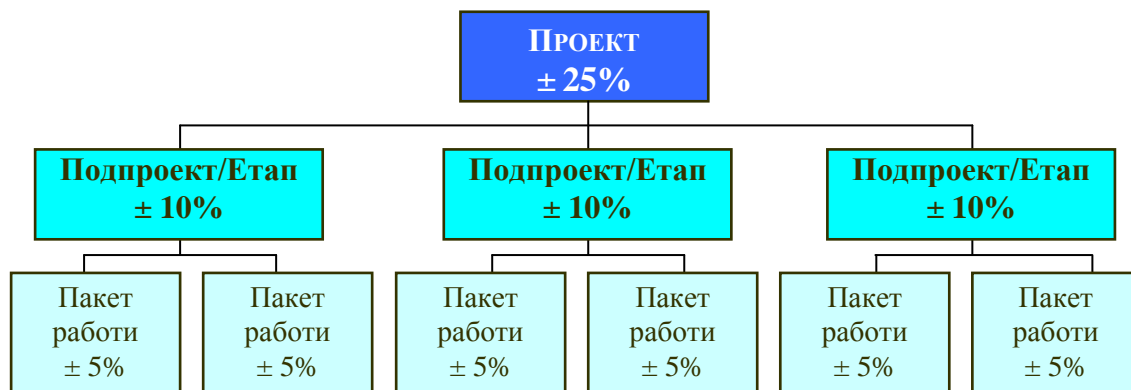 ПРОЕКТ
± 25%
Подпроект/Етап
± 10%
Подпроект/Етап
± 10%
Подпроект/Етап
± 10%
Пакет
работи
± 5%
Пакет
работи
± 5%
Пакет
работи
± 5%
Пакет
работи
± 5%
Пакет
работи
± 5%
Пакет
работи
± 5%